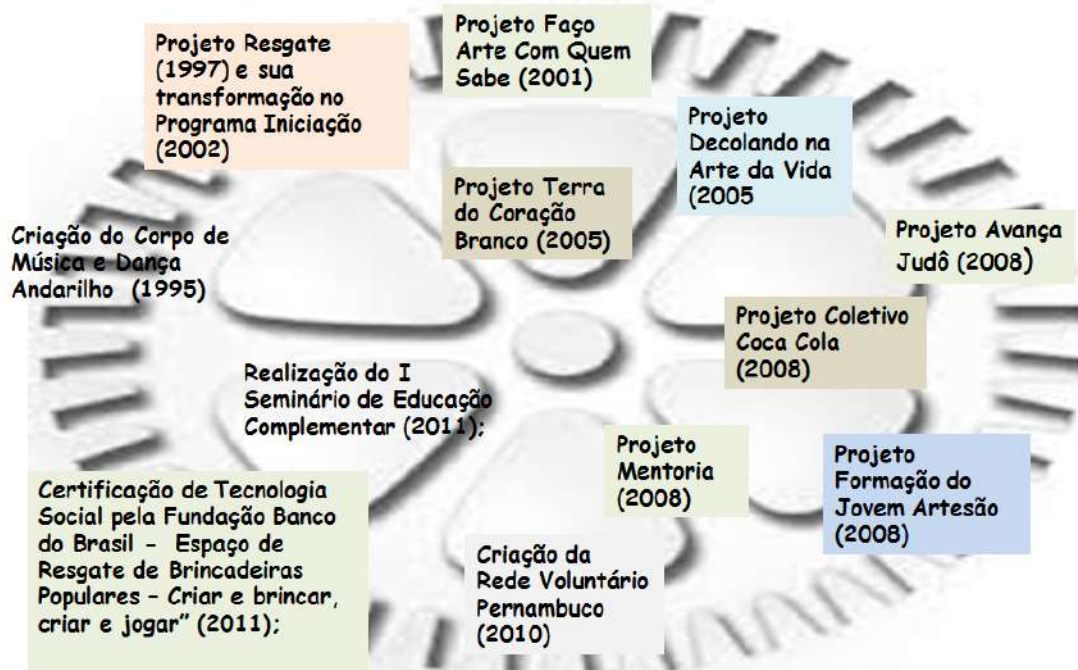 Projeto Resgate
(1997) e sua
transformação no
Programa Iniciação
(2002)
Projeto Faço
Arte Com Quem
Sabe (2001)
Projeto
Decolando na
Arte da Vida
(2005
Projeto Terra
do Coração
Branco (2005)
Criação do Corpo de
Música e Dança
Andarilho (1995)
Projeto Avança
Judô (2008)
Projeto Coletivo
Coca Cola
(2008)
Realização do I
Seminário de Educação
Complementar (2011);
Projeto
Mentoria
(2008)
Projeto
Formação do
Jovem Artesão
(2008)
Certificação de Tecnologia
Social pela Fundação Banco
do Brasil - Espaço de
Resgate de Brincadeiras
Populares – Criar e brincar,
criar e jogar” (2011);
Criação da
Rede Voluntário
Pernambuco
(2010)